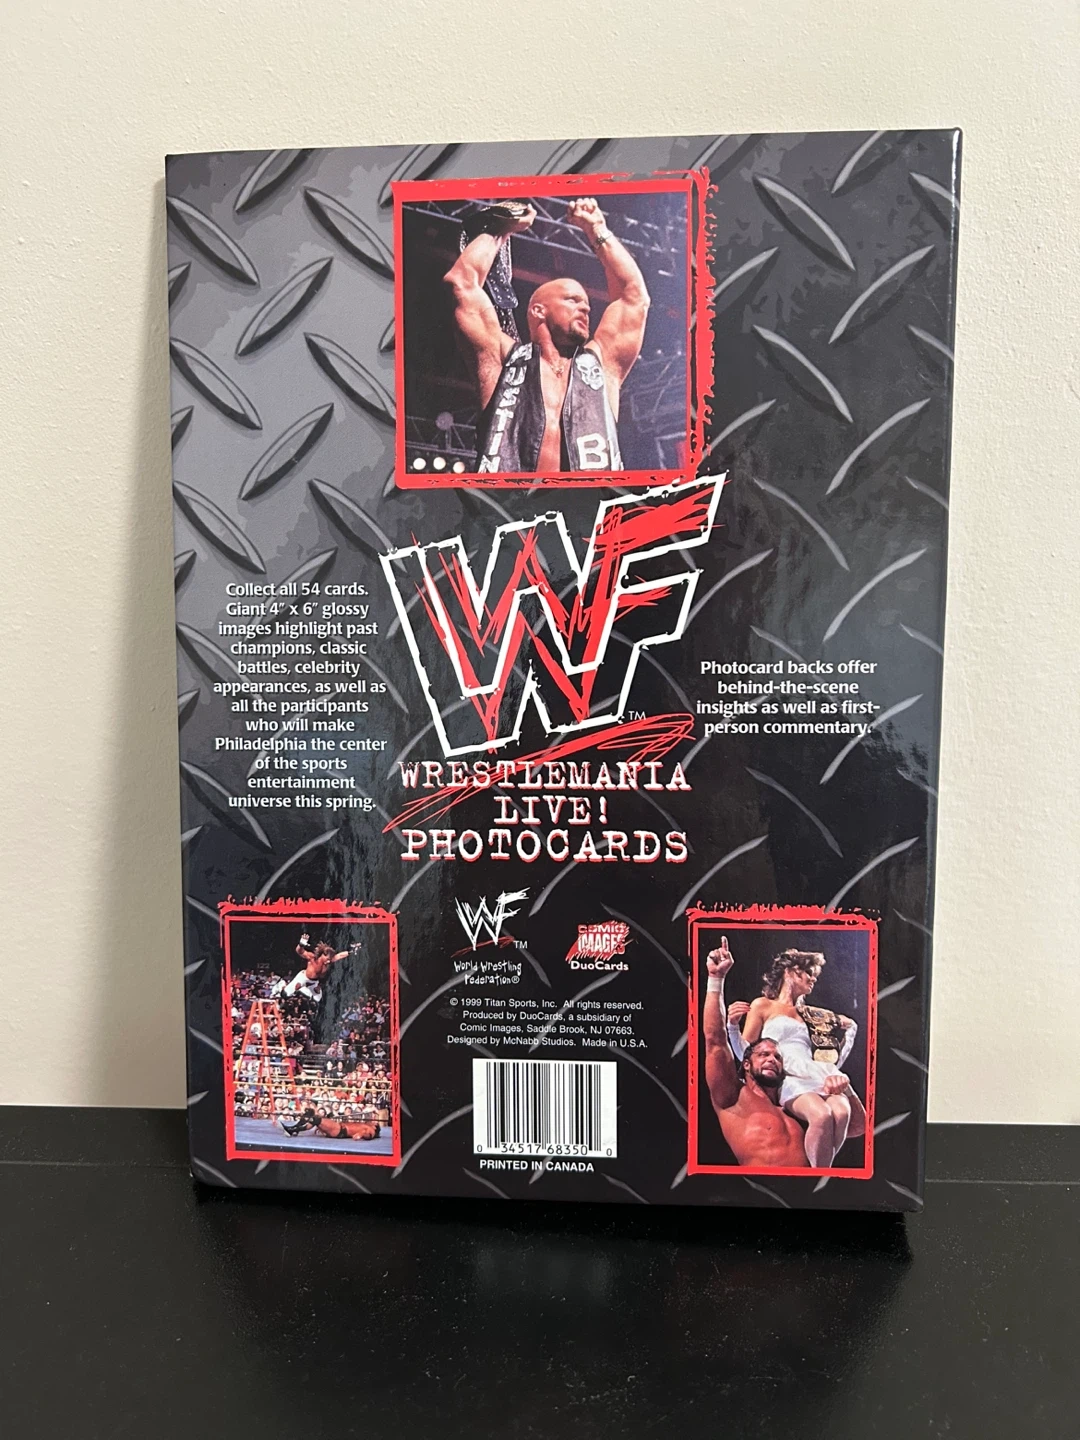 AUSTIN
B
WF
TM
Collect all 54 cards.
Giant 4" x 6" glossy
images highlight past
champions, classic
battles, celebrity
appearances, as well as
all the participants
who will make
Philadelphia the center
of the sports
entertainment
universe this spring.
Photocard backs offer
behind-the-scene
insights as well as first-
person commentary.
WRESTLEMANIA
LIVE!
PHOTOCARDS
WF
TM
World Wrestling
Federation®
COMIC
IMAGES
DuoCards
© 1999 Titan Sports, Inc. All rights reserved.
Produced by DuoCards, a subsidiary of
Comic Images, Saddle Brook, NJ 07663.
Designed by McNabb Studios. Made in U.S.A.
0 34517 68350 0
PRINTED IN CANADA